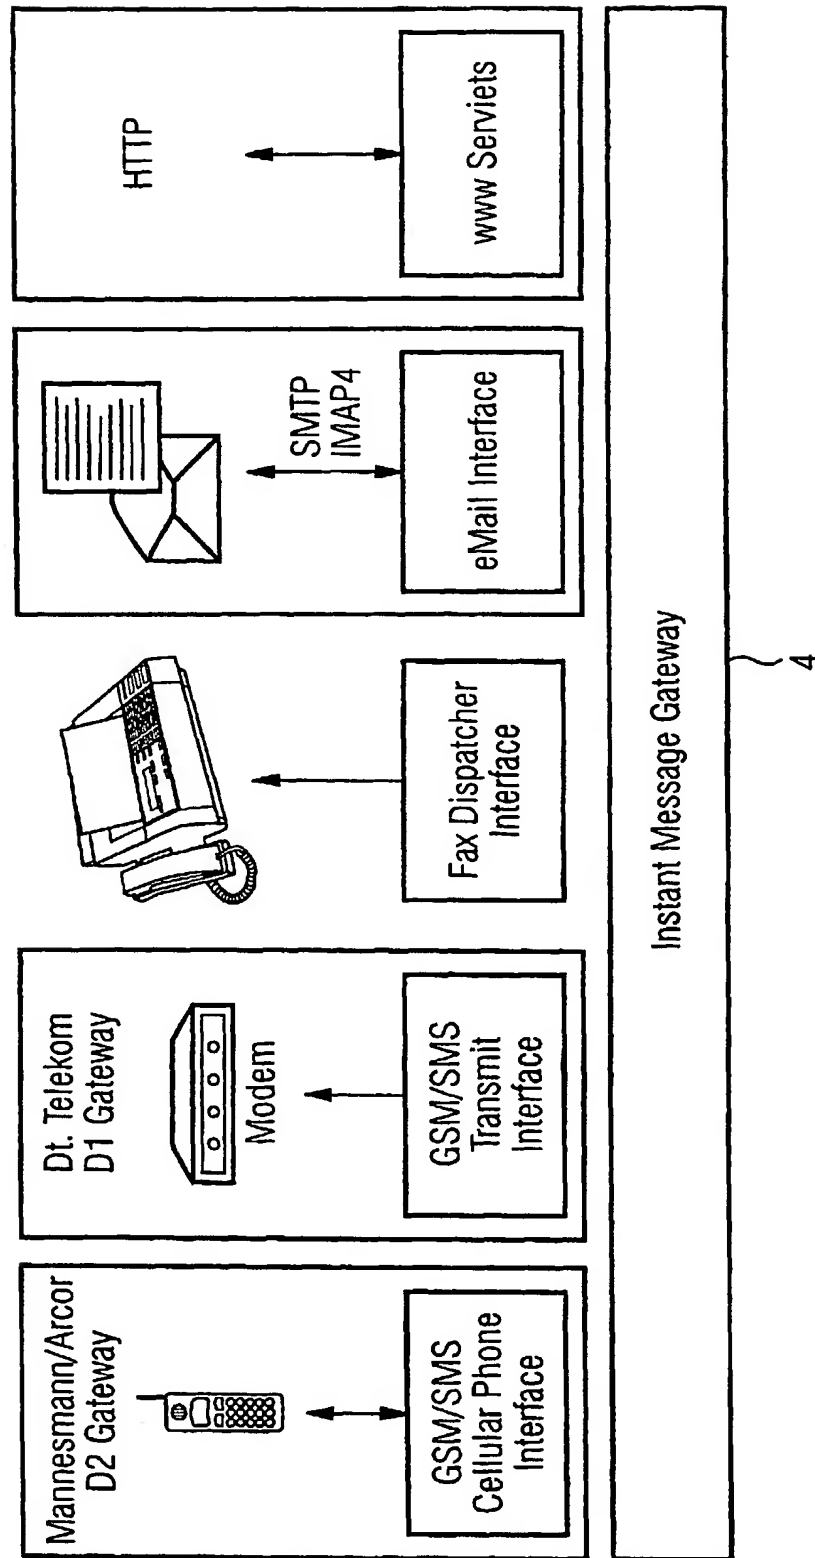 Mannesmann/Arcor
D2 Gateway
GSM/SMS
Cellular Phone
Interface
Dt. Telekom
D1 Gateway
Modem
GSM/SMS
Transmit
Interface
Fax Dispatcher
Interface
SMTP
IMAP4
eMail Interface
HTTP
www Serviets
Instant Message Gateway
4